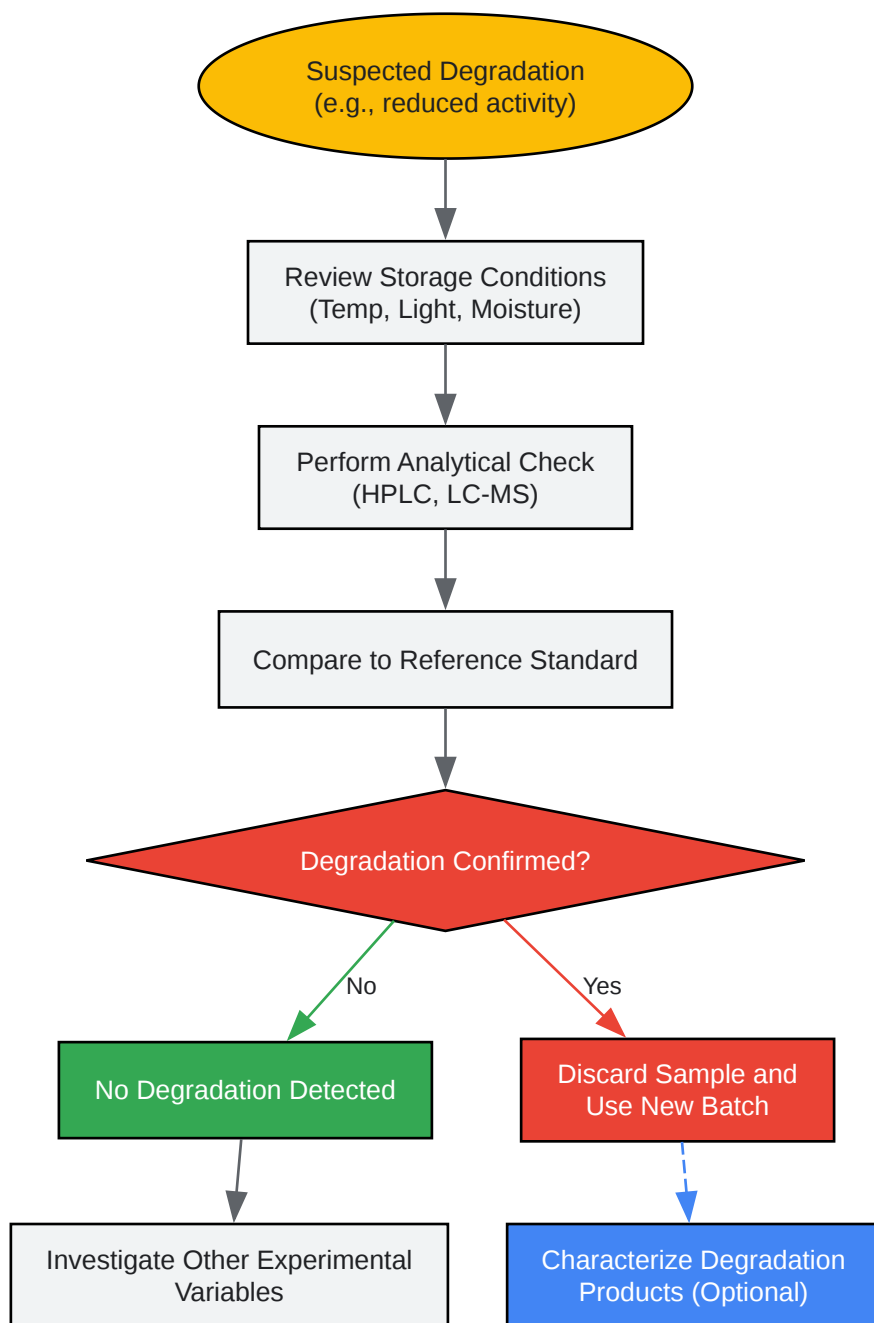 Suspected Degradation
(e.g., reduced activity)
Review Storage Conditions
(Temp, Light, Moisture)
Perform Analytical Check
(HPLC, LC-MS)
Compare to Reference Standard
Degradation Confirmed?
No
Yes
No Degradation Detected
Discard Sample and
Use New Batch
Investigate Other Experimental
Variables
Characterize Degradation
Products (Optional)